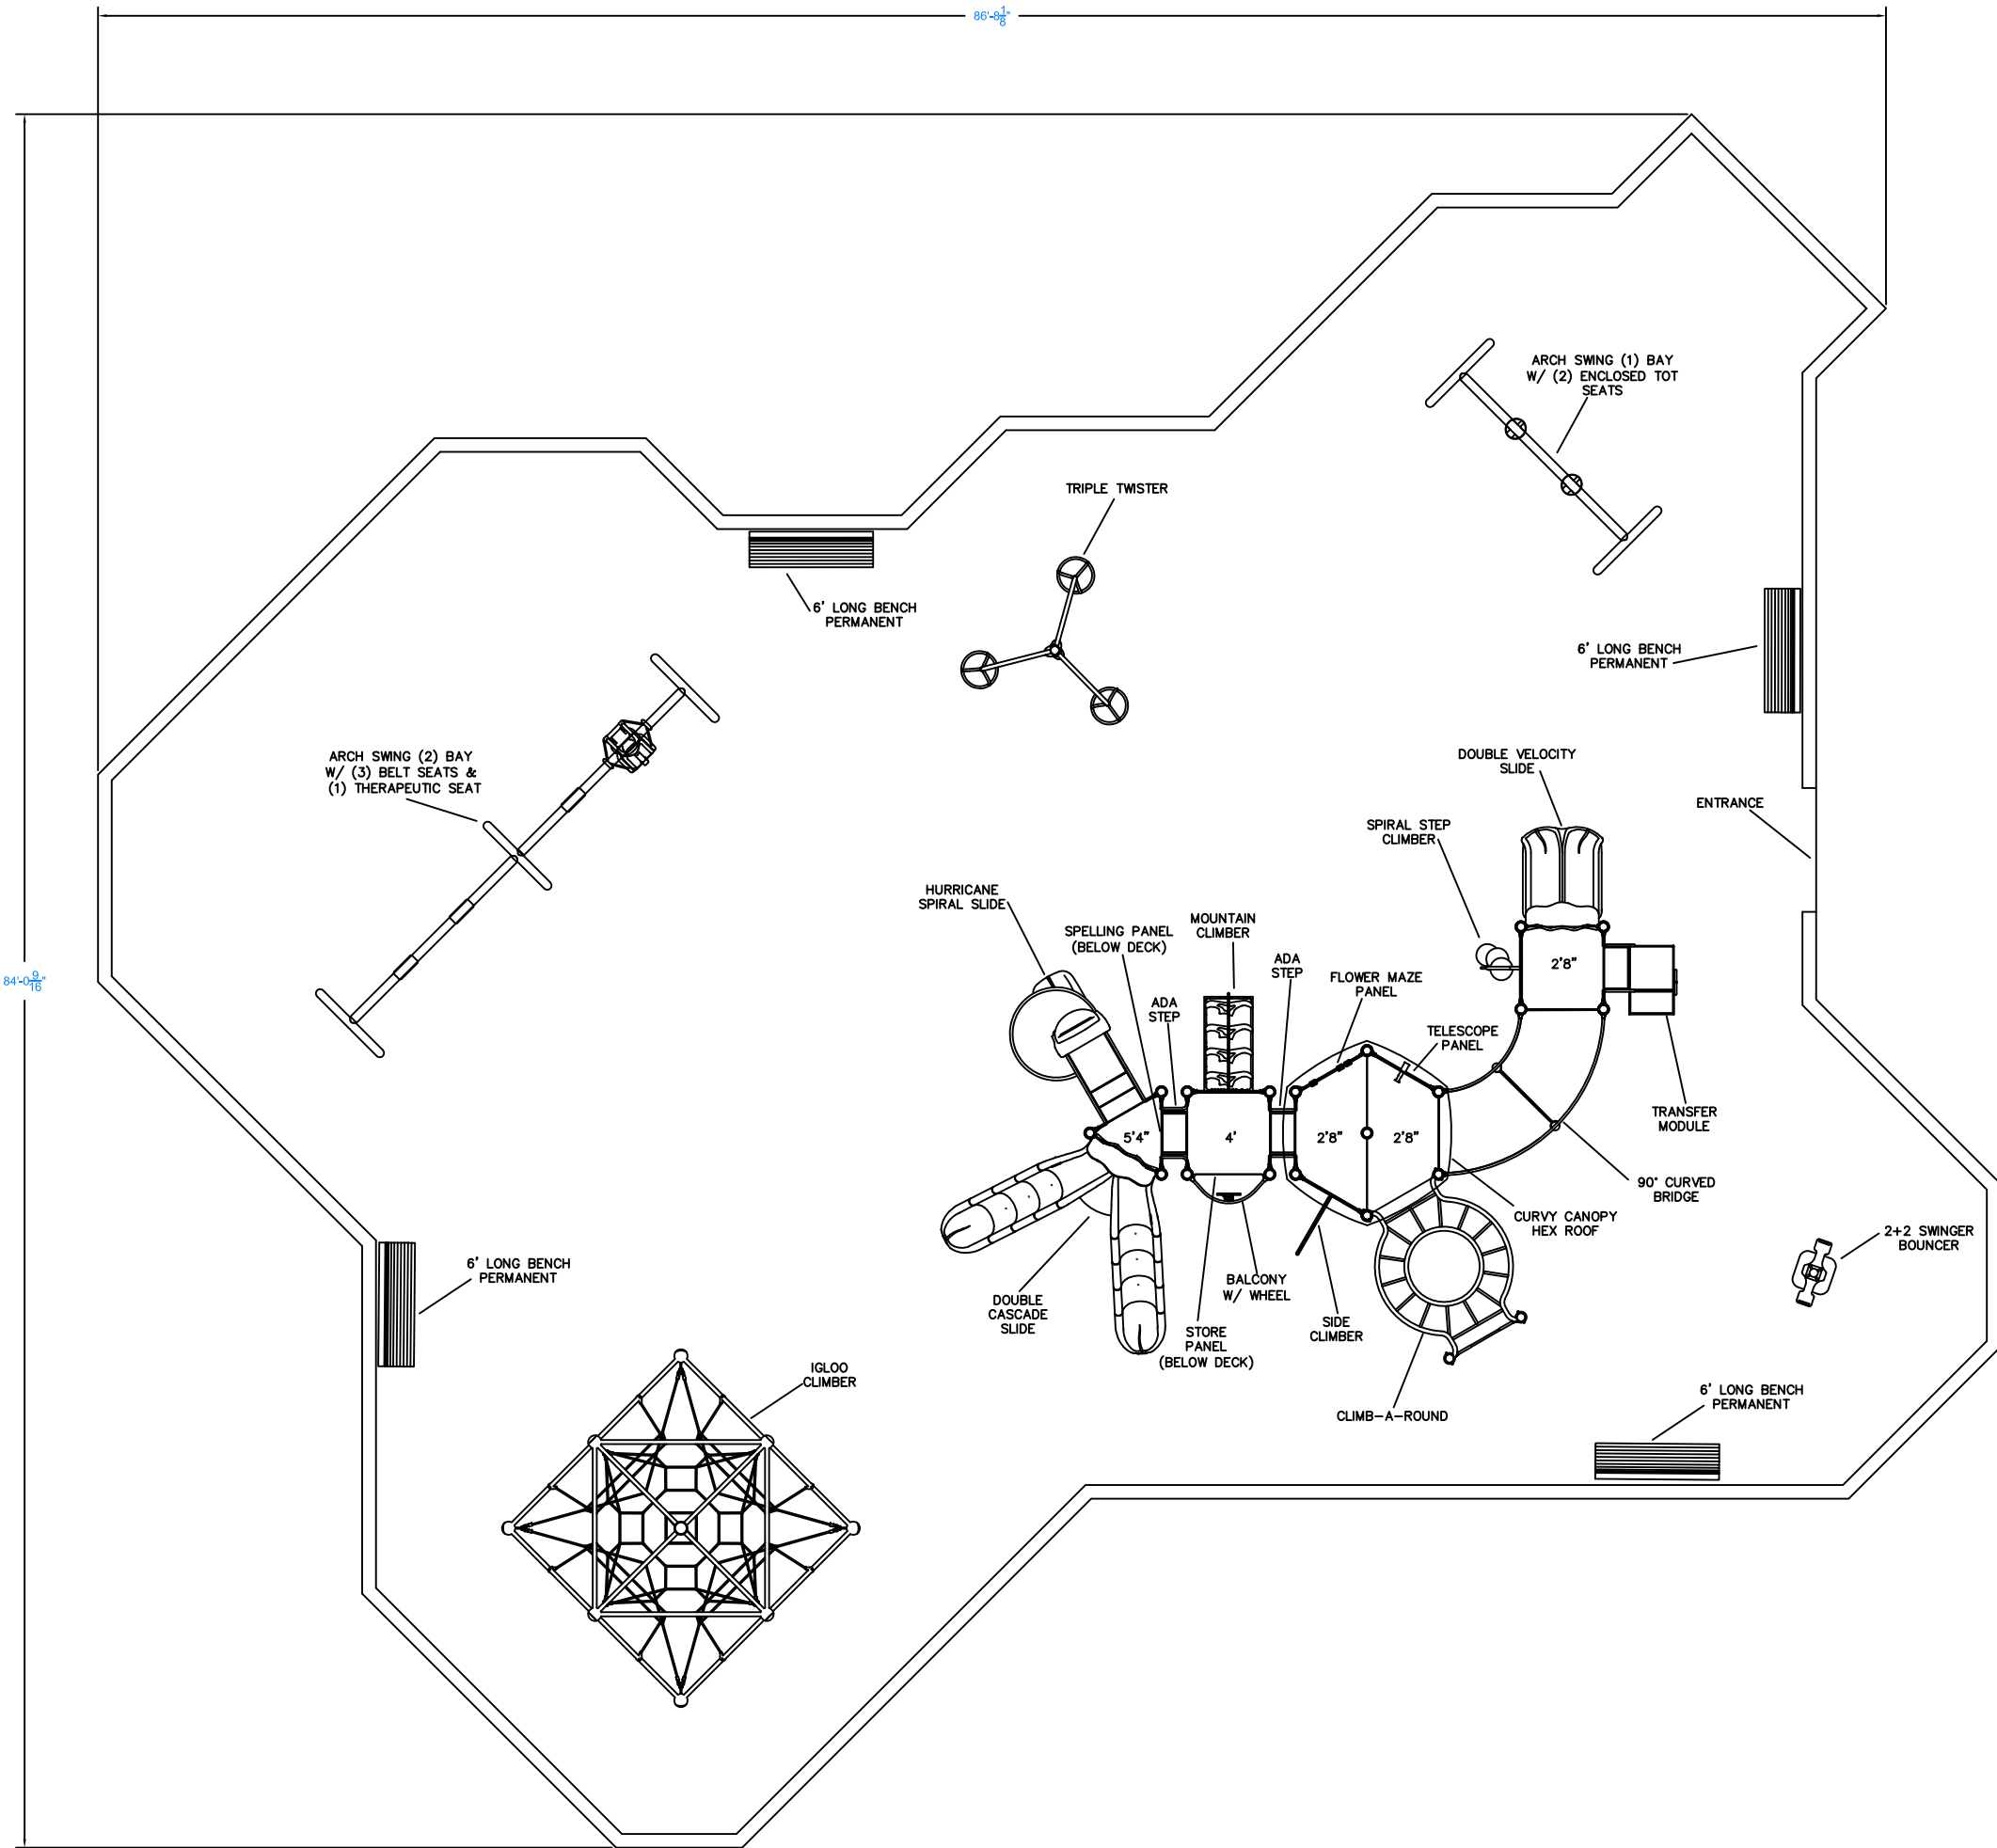 86'-8 1/8"
ARCH SWING (1) BAY
W/ (2) ENCLOSED TOT
SEATS
TRIPLE TWISTER
6' LONG BENCH
PERMANENT
6' LONG BENCH
PERMANENT
ARCH SWING (2) BAY
W/ (3) BELT SEATS &
(1) THERAPEUTIC SEAT
DOUBLE VELOCITY
SLIDE
ENTRANCE
SPIRAL STEP
CLIMBER
HURRICANE
SPIRAL SLIDE
SPELLING PANEL
(BELOW DECK)
MOUNTAIN
CLIMBER
ADA
STEP
FLOWER MAZE
PANEL
2'8"
84'-0 9/16"
ADA
STEP
TELESCOPE
PANEL
TRANSFER
MODULE
5'4"
4'
2'8"
2'8"
90° CURVED
BRIDGE
CURVY CANOPY
HEX ROOF
2+2 SWINGER
BOUNCER
6' LONG BENCH
PERMANENT
DOUBLE
CASCADE
SLIDE
BALCONY
W/ WHEEL
SIDE
CLIMBER
STORE
PANEL
(BELOW DECK)
IGLOO
CLIMBER
CLIMB-A-ROUND
6' LONG BENCH
PERMANENT